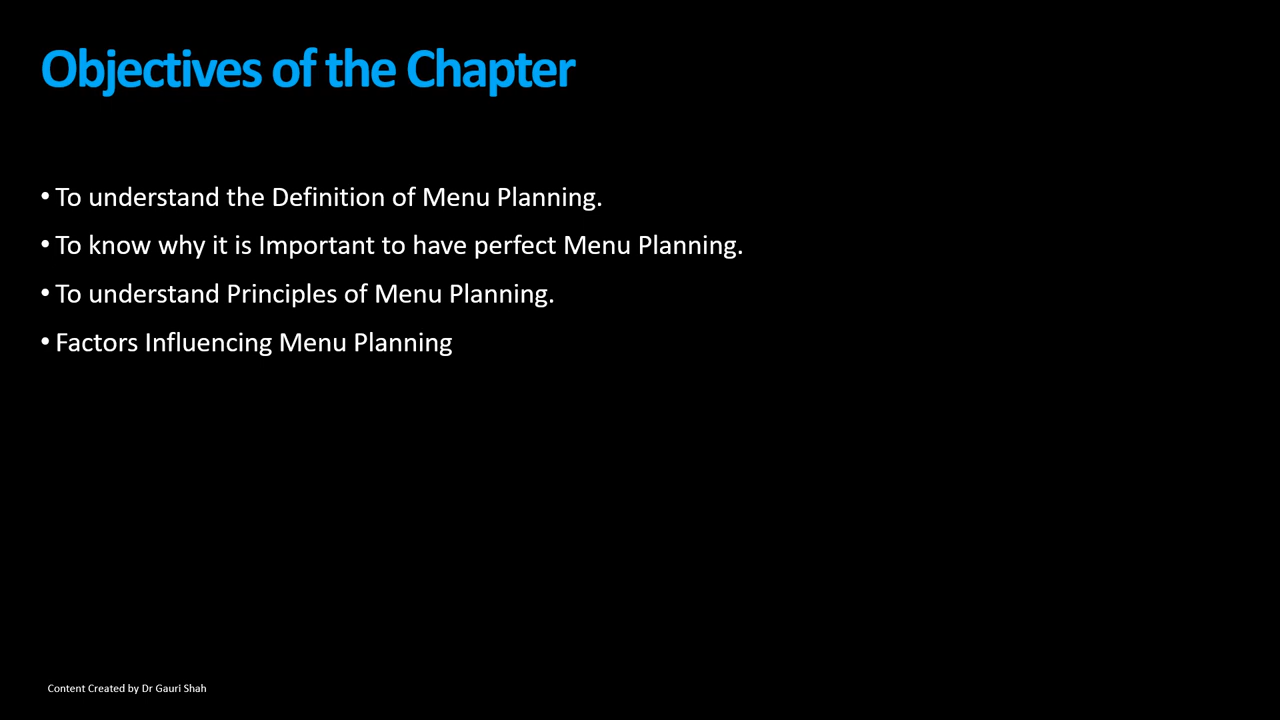 Objectives of the Chapter
• To understand the Definition of Menu Planning.
• To know why it is Important to have perfect Menu Planning.
• To understand Principles of Menu Planning.
• Factors Influencing Menu Planning
Content Created by Dr Gauri Shah